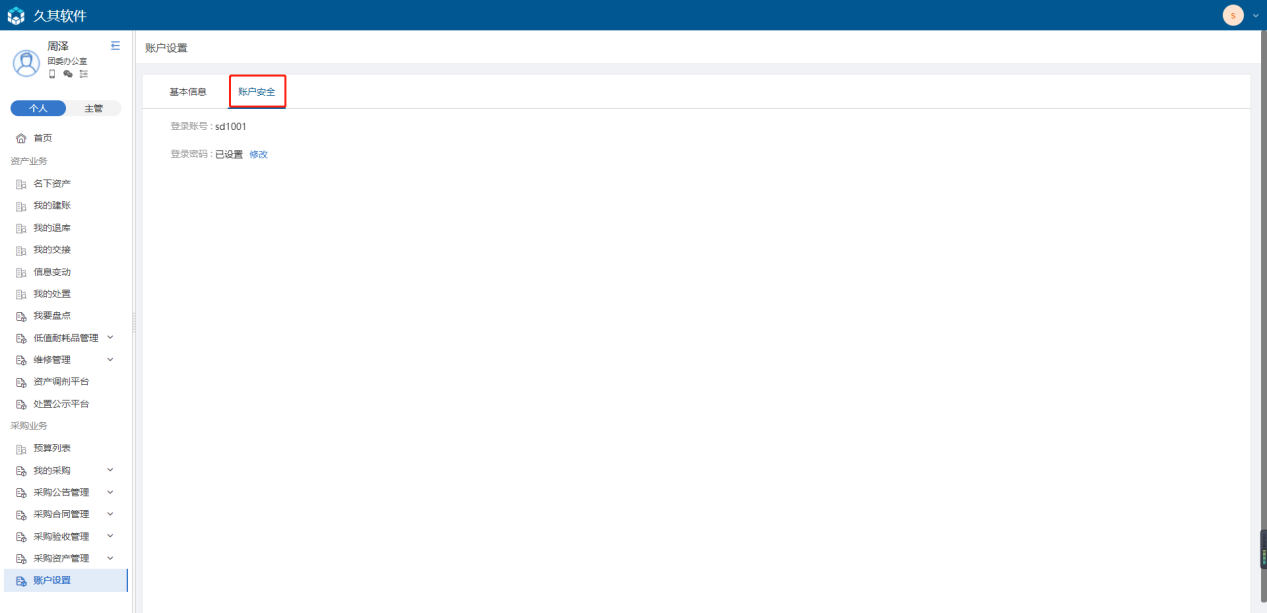 久其软件
s
周泽
团委办公室
个人
主管
首页
资产业务
名下资产
我的建账
我的退库
我的交接
信息变动
我的处置
我要盘点
低值耐耗品管理
维修管理
资产调剂平台
处置公示平台
采购业务
预算列表
我的采购
采购公告管理
采购合同管理
采购验收管理
采购资产管理
账户设置
账户设置
基本信息
账户安全
登录账号 : sd1001
登录密码 : 已设置 修改